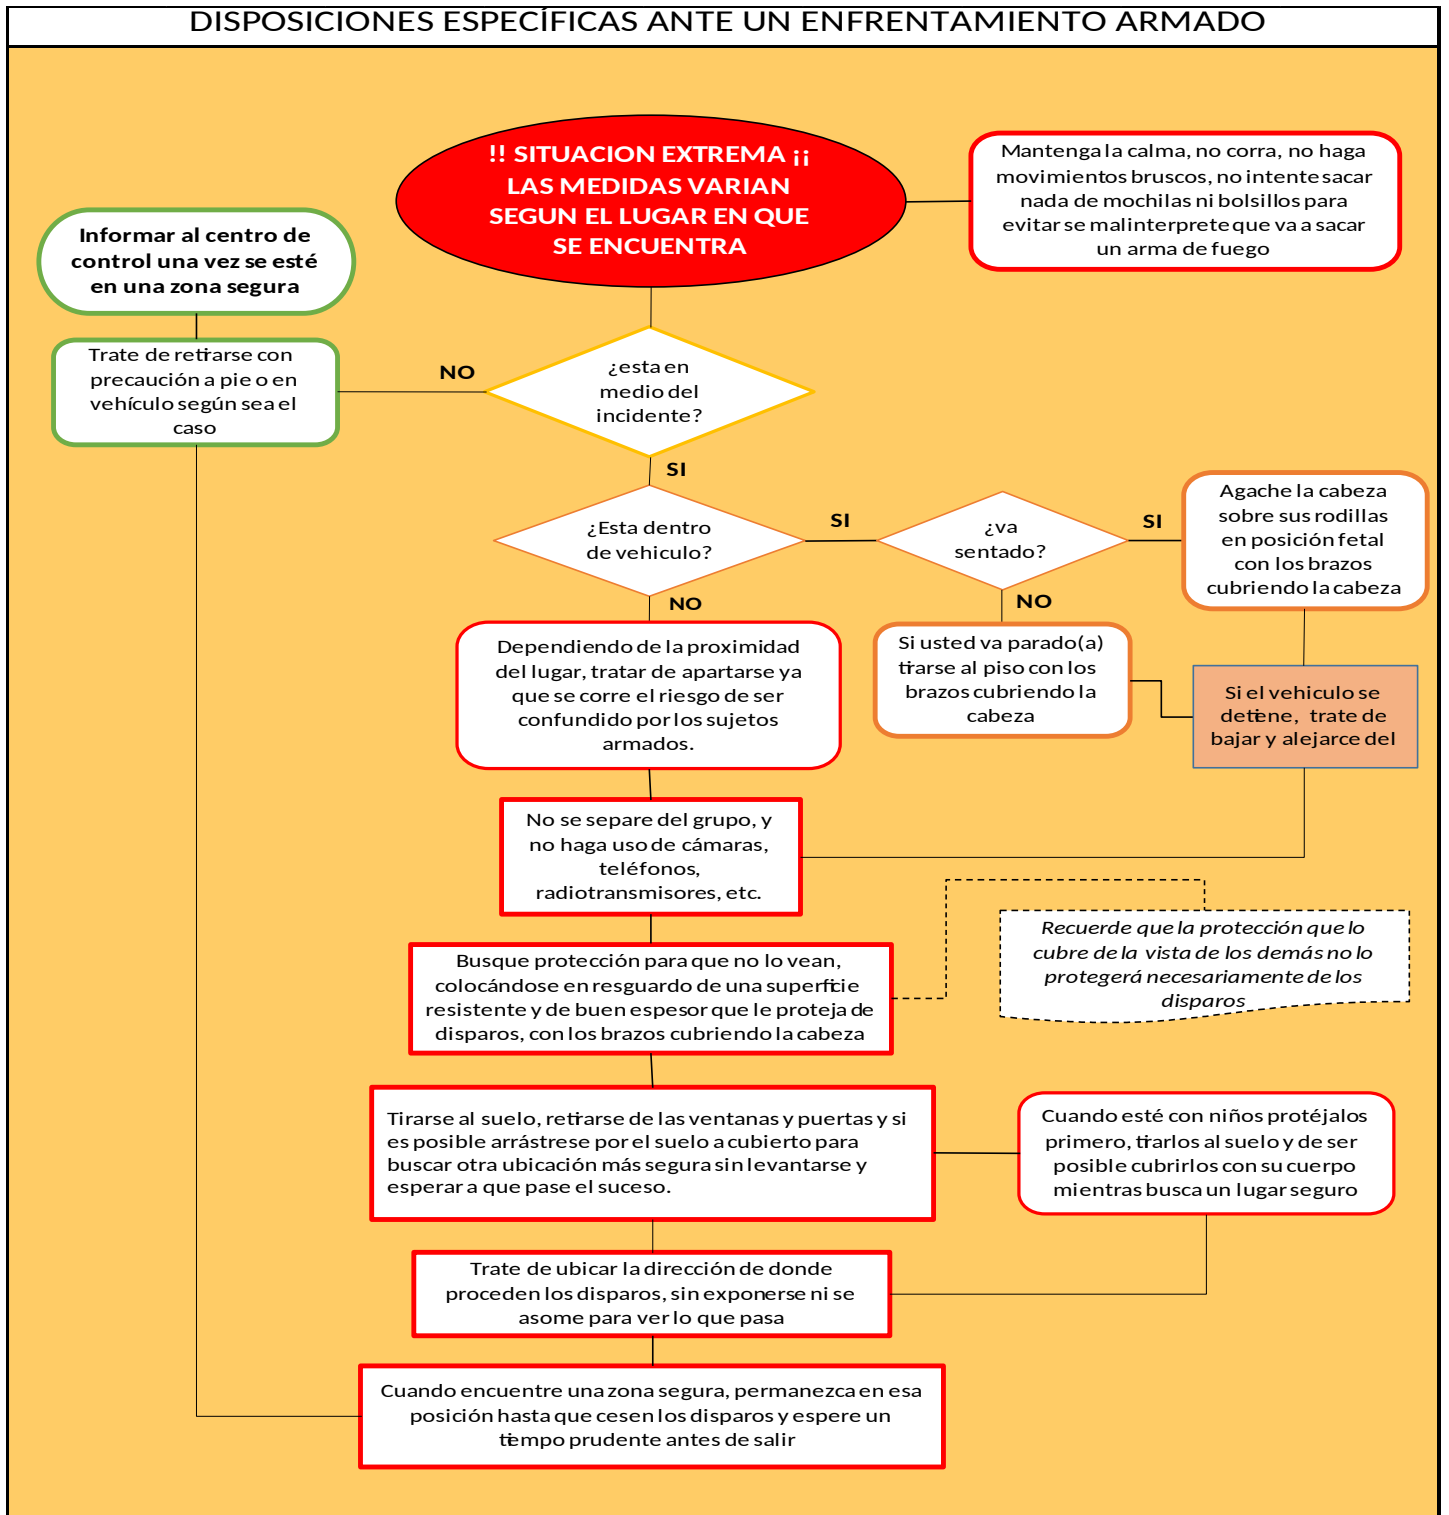 DISPOSICIONES ESPECÍFICAS ANTE UN ENFRENTAMIENTO ARMADO
!! SITUACION EXTREMA ¡¡
LAS MEDIDAS VARIAN
SEGUN EL LUGAR EN QUE
SE ENCUENTRA
Mantenga la calma, no corra, no haga
movimientos bruscos, no intente sacar
nada de mochilas ni bolsillos para
evitar se malinterprete que va a sacar
un arma de fuego
Informar al centro de
control una vez se esté
en una zona segura
Trate de retirarse con
precaución a pie o en
vehículo según sea el
caso
NO
¿esta en
medio del
incidente?
SI
¿Esta dentro
de vehiculo?
SI
¿va
sentado?
SI
Agache la cabeza
sobre sus rodillas
en posición fetal
con los brazos
cubriendo la cabeza
NO
NO
Dependiendo de la proximidad
del lugar, tratar de apartarse ya
que se corre el riesgo de ser
confundido por los sujetos
armados.
Si usted va parado(a)
tirarse al piso con los
brazos cubriendo la
cabeza
Si el vehiculo se
detiene, trate de
bajar y alejarce del
No se separe del grupo, y
no haga uso de cámaras,
teléfonos,
radiotransmisores, etc.
Recuerde que la protección que lo
cubre de la vista de los demás no lo
protegerá necesariamente de los
disparos
Busque protección para que no lo vean,
colocándose en resguardo de una superficie
resistente y de buen espesor que le proteja de
disparos, con los brazos cubriendo la cabeza
Tirarse al suelo, retirarse de las ventanas y puertas y si
es posible arrástrese por el suelo a cubierto para
buscar otra ubicación más segura sin levantarse y
esperar a que pase el suceso.
Cuando esté con niños protéjalos
primero, tirarlos al suelo y de ser
posible cubrirlos con su cuerpo
mientras busca un lugar seguro
Trate de ubicar la dirección de donde
proceden los disparos, sin exponerse ni se
asome para ver lo que pasa
Cuando encuentre una zona segura, permanezca en esa
posición hasta que cesen los disparos y espere un
tiempo prudente antes de salir